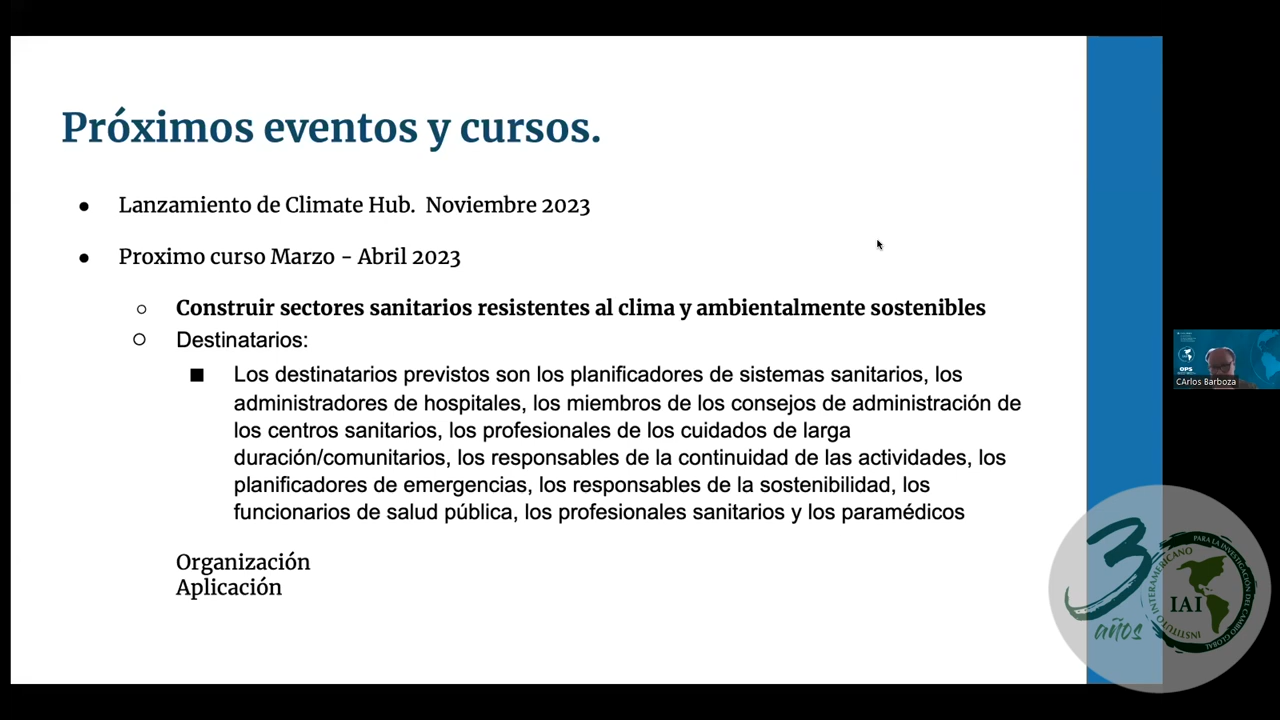 Próximos eventos y cursos.
Lanzamiento de Climate Hub. Noviembre 2023
Proximo curso Marzo - Abril 2023
Construir sectores sanitarios resistentes al clima y ambientalmente sostenibles
Destinatarios:
Los destinatarios previstos son los planificadores de sistemas sanitarios, los
administradores de hospitales, los miembros de los consejos de administración de
los centros sanitarios, los profesionales de los cuidados de larga
duración/comunitarios, los responsables de la continuidad de las actividades, los
planificadores de emergencias, los responsables de la sostenibilidad, los
funcionarios de salud pública, los profesionales sanitarios y los paramédicos
Organización
Aplicación
OPS
CArlos Barboza
3 años
INSTITUTO INTERAMERICANO PARA LA INVESTIGACIÓN DEL CAMBIO GLOBAL
IAI